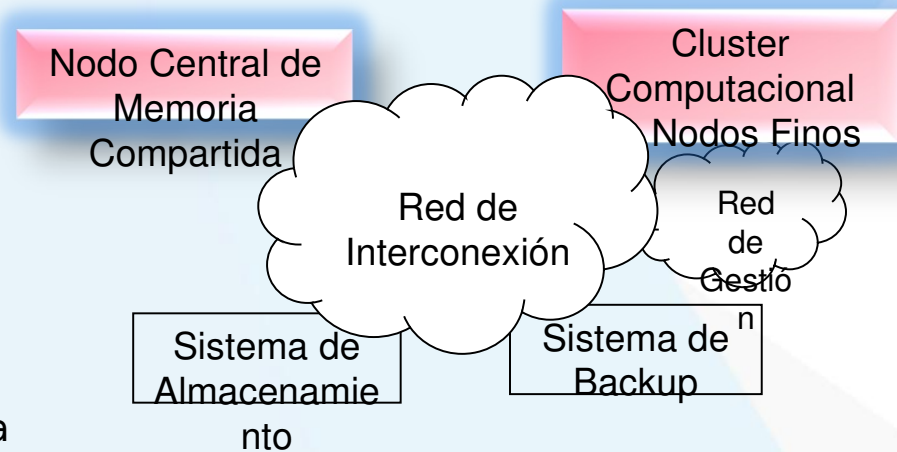 Nodo Central de
Memoria
Compartida
Cluster
Computacional
Nodos Finos
Red de
Interconexión
Red
de
Gestió
n
Sistema de
Almacenamie
nto
Sistema de
Backup
a